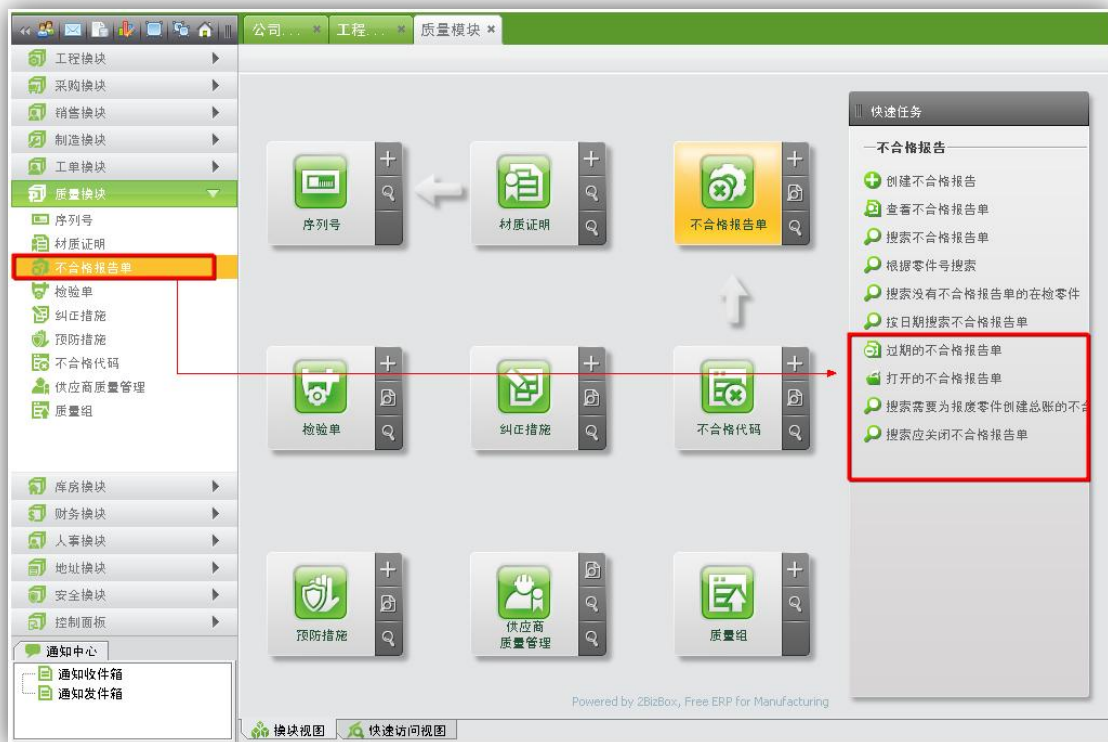 公司... ×
工程... ×
质量模块 ×
工程模块
采购模块
销售模块
制造模块
工单模块
质量模块
序列号
材质证明
不合格报告单
检验单
纠正措施
预防措施
不合格代码
供应商质量管理
质量组
库房模块
财务模块
人事模块
地址模块
安全模块
控制面板
通知中心
通知收件箱
通知发件箱
序列号
材质证明
不合格报告单
检验单
纠正措施
不合格代码
预防措施
供应商
质量管理
质量组
Powered by 2BizBox, Free ERP for Manufacturing
模块视图
快速访问视图
快速任务
不合格报告
创建不合格报告
查看不合格报告单
搜索不合格报告单
根据零件号搜索
搜索没有不合格报告单的在检零件
按日期搜索不合格报告单
过期的不合格报告单
打开的不合格报告单
搜索需要为报废零件创建总账的不合
搜索应关闭不合格报告单